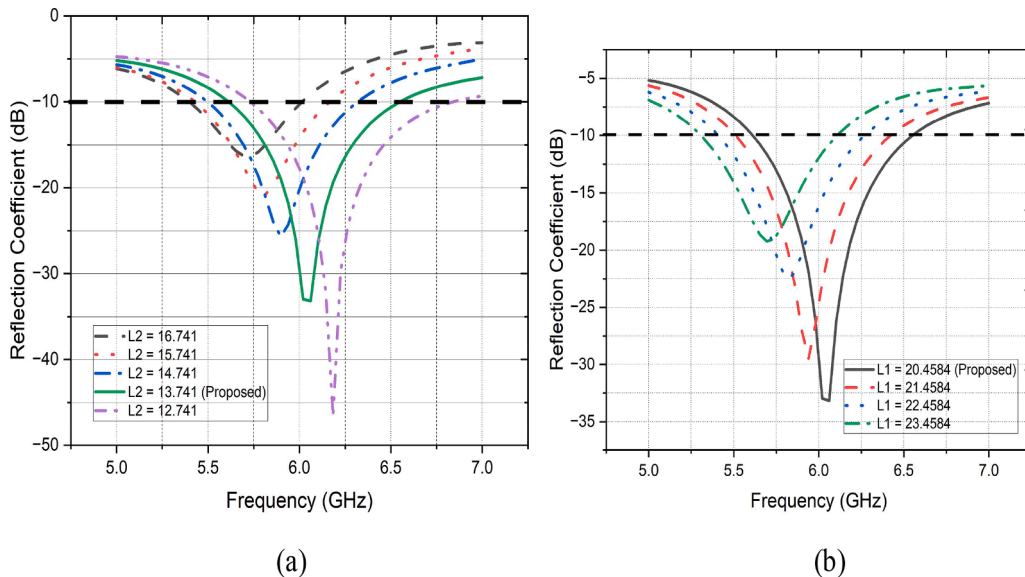 0
−10
−20
−30
−40
−50
Reflection Coefficient (dB)
L2 = 16.741
L2 = 15.741
L2 = 14.741
L2 = 13.741 (Proposed)
L2 = 12.741
5.0 5.5 6.0 6.5 7.0
Frequency (GHz)
(a)
−5
−10
−15
−20
−25
−30
−35
Reflection Coefficient (dB)
L1 = 20.4584 (Proposed)
L1 = 21.4584
L1 = 22.4584
L1 = 23.4584
5.0 5.5 6.0 6.5 7.0
Frequency (GHz)
(b)